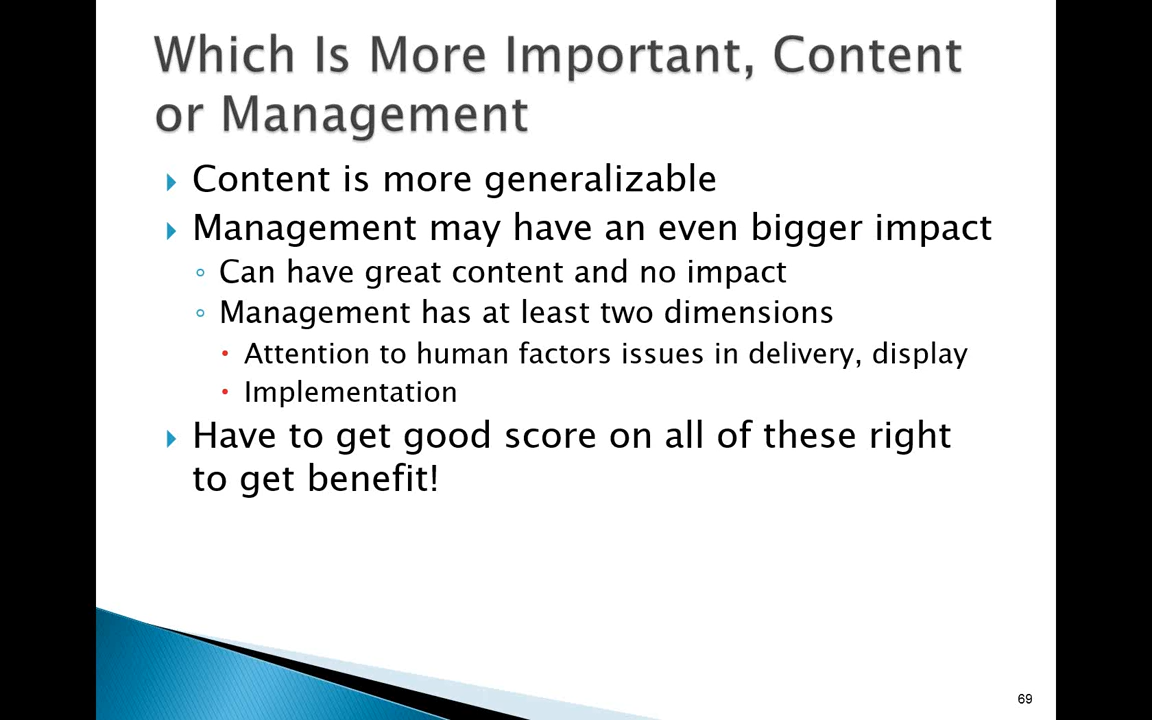 Which Is More Important, Content
or Management
Content is more generalizable
Management may have an even bigger impact
Can have great content and no impact
Management has at least two dimensions
Attention to human factors issues in delivery, display
Implementation
Have to get good score on all of these right
to get benefit!
69